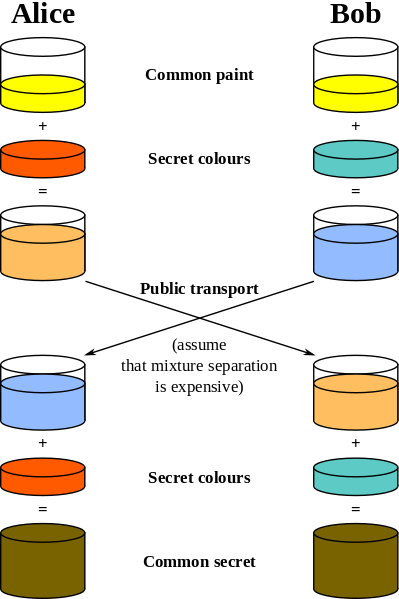 Alice Bob
Common paint
+ +
Secret colours
= =
Public transport
(assume
that mixture separation
is expensive)
+ +
Secret colours
= =
Common secret